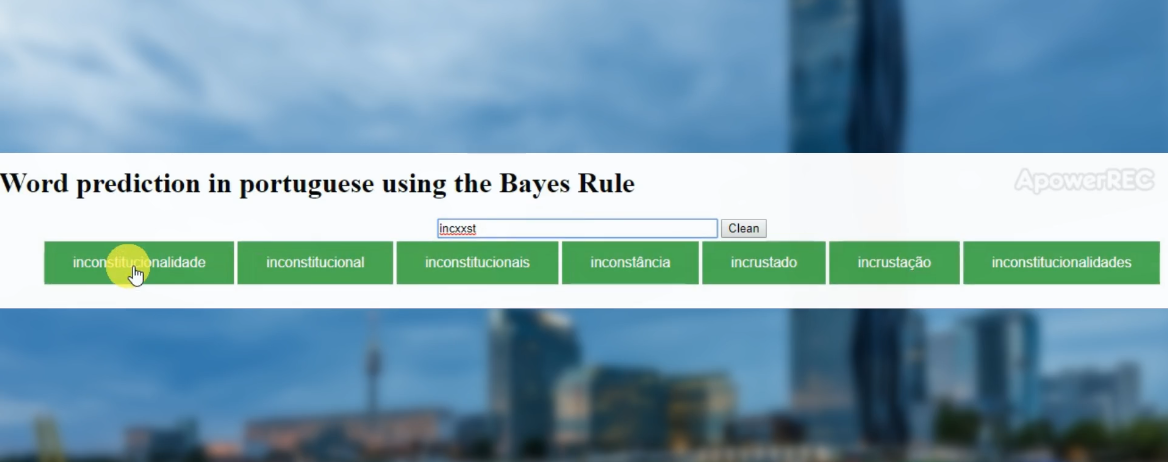 Word prediction in portuguese using the Bayes Rule
ApowerREC
incxxst Clean
inconstitucionalidade inconstitucional inconstitucionais inconstância incrustado incrustação inconstitucionalidades